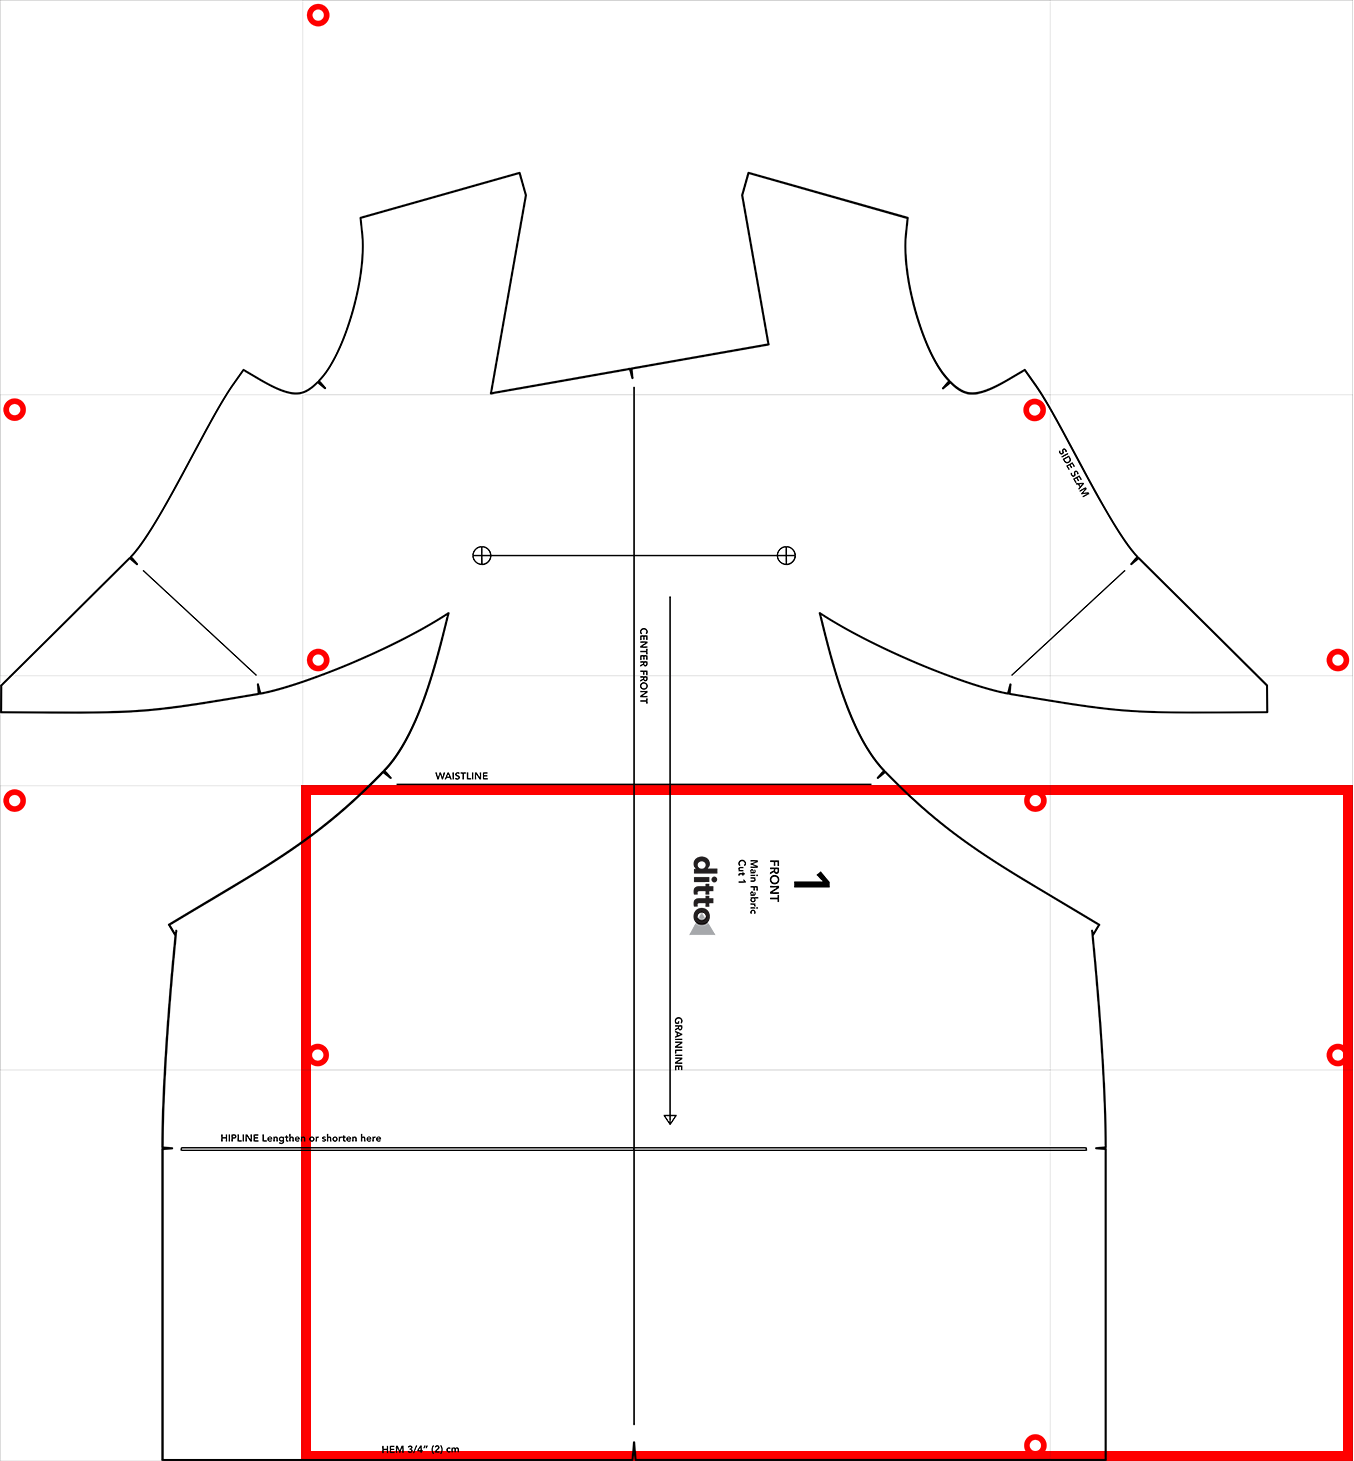 SIDE SEAM
CENTER FRONT
WAISTLINE
1
FRONT
Main Fabric
Cut 1
ditto
GRAINLINE
HIPLINE Lengthen or shorten here
HEM 3/4" (2) cm